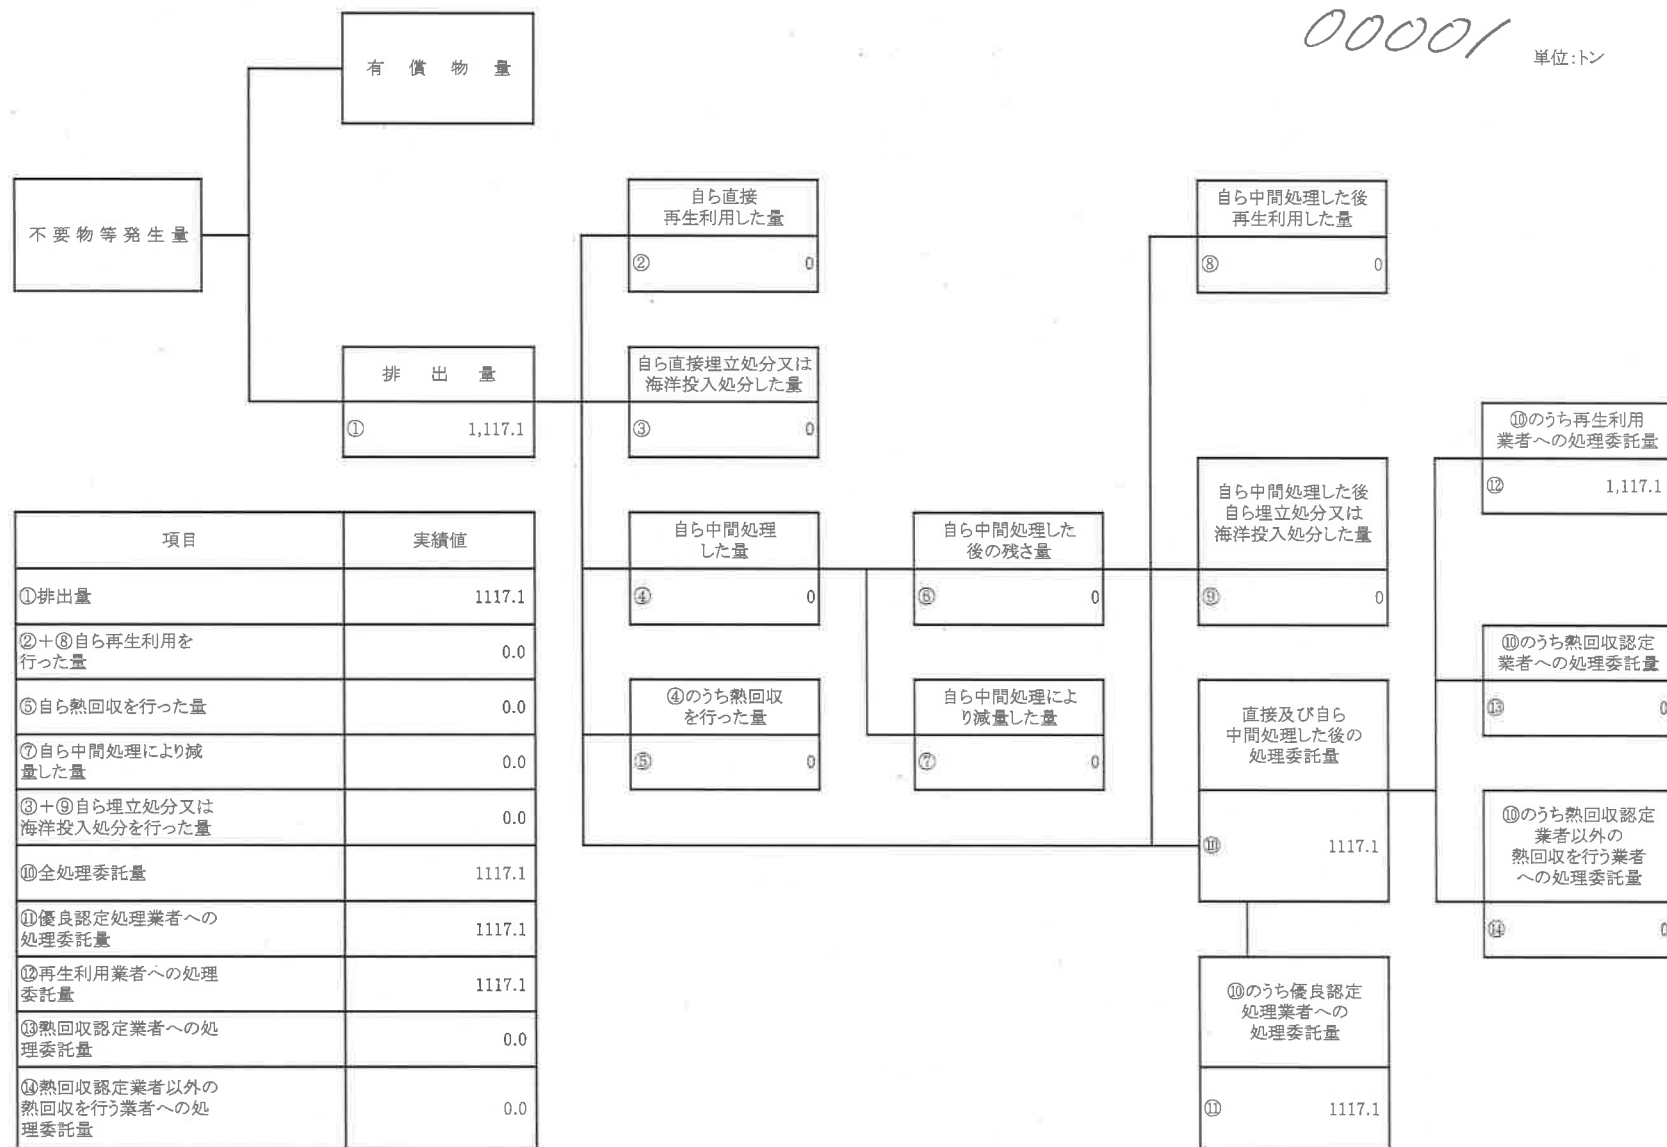 00001
単位:トン
有償物量
不要物等発生量
排出量
① 1,117.1
自ら直接
再生利用した量
② 0
自ら直接埋立処分又は
海洋投入処分した量
③ 0
自ら中間処理
した量
④ 0
④のうち熱回収
を行った量
⑤ 0
自ら中間処理した
後の残さ量
⑥ 0
自ら中間処理によ
り減量した量
⑦ 0
自ら中間処理した後
再生利用した量
⑧ 0
自ら中間処理した後
自ら埋立処分又は
海洋投入処分した量
⑨ 0
直接及び自ら
中間処理した後の
処理委託量
⑩ 1117.1
⑩のうち優良認定
処理業者への
処理委託量
⑪ 1117.1
⑩のうち再生利用
業者への処理委託量
⑫ 1,117.1
⑩のうち熱回収認定
業者への処理委託量
⑬ 0
⑩のうち熱回収認定
業者以外の
熱回収を行う業者
への処理委託量
⑭ 0
項目 実績値
①排出量 1117.1
②+⑧自ら再生利用を
行った量 0.0
⑤自ら熱回収を行った量 0.0
⑦自ら中間処理により減
量した量 0.0
③+⑨自ら埋立処分又は
海洋投入処分を行った量 0.0
⑩全処理委託量 1117.1
⑪優良認定処理業者への
処理委託量 1117.1
⑫再生利用業者への処理
委託量 1117.1
⑬熱回収認定業者への処
理委託量 0.0
⑭熱回収認定業者以外の
熱回収を行う業者への処
理委託量 0.0